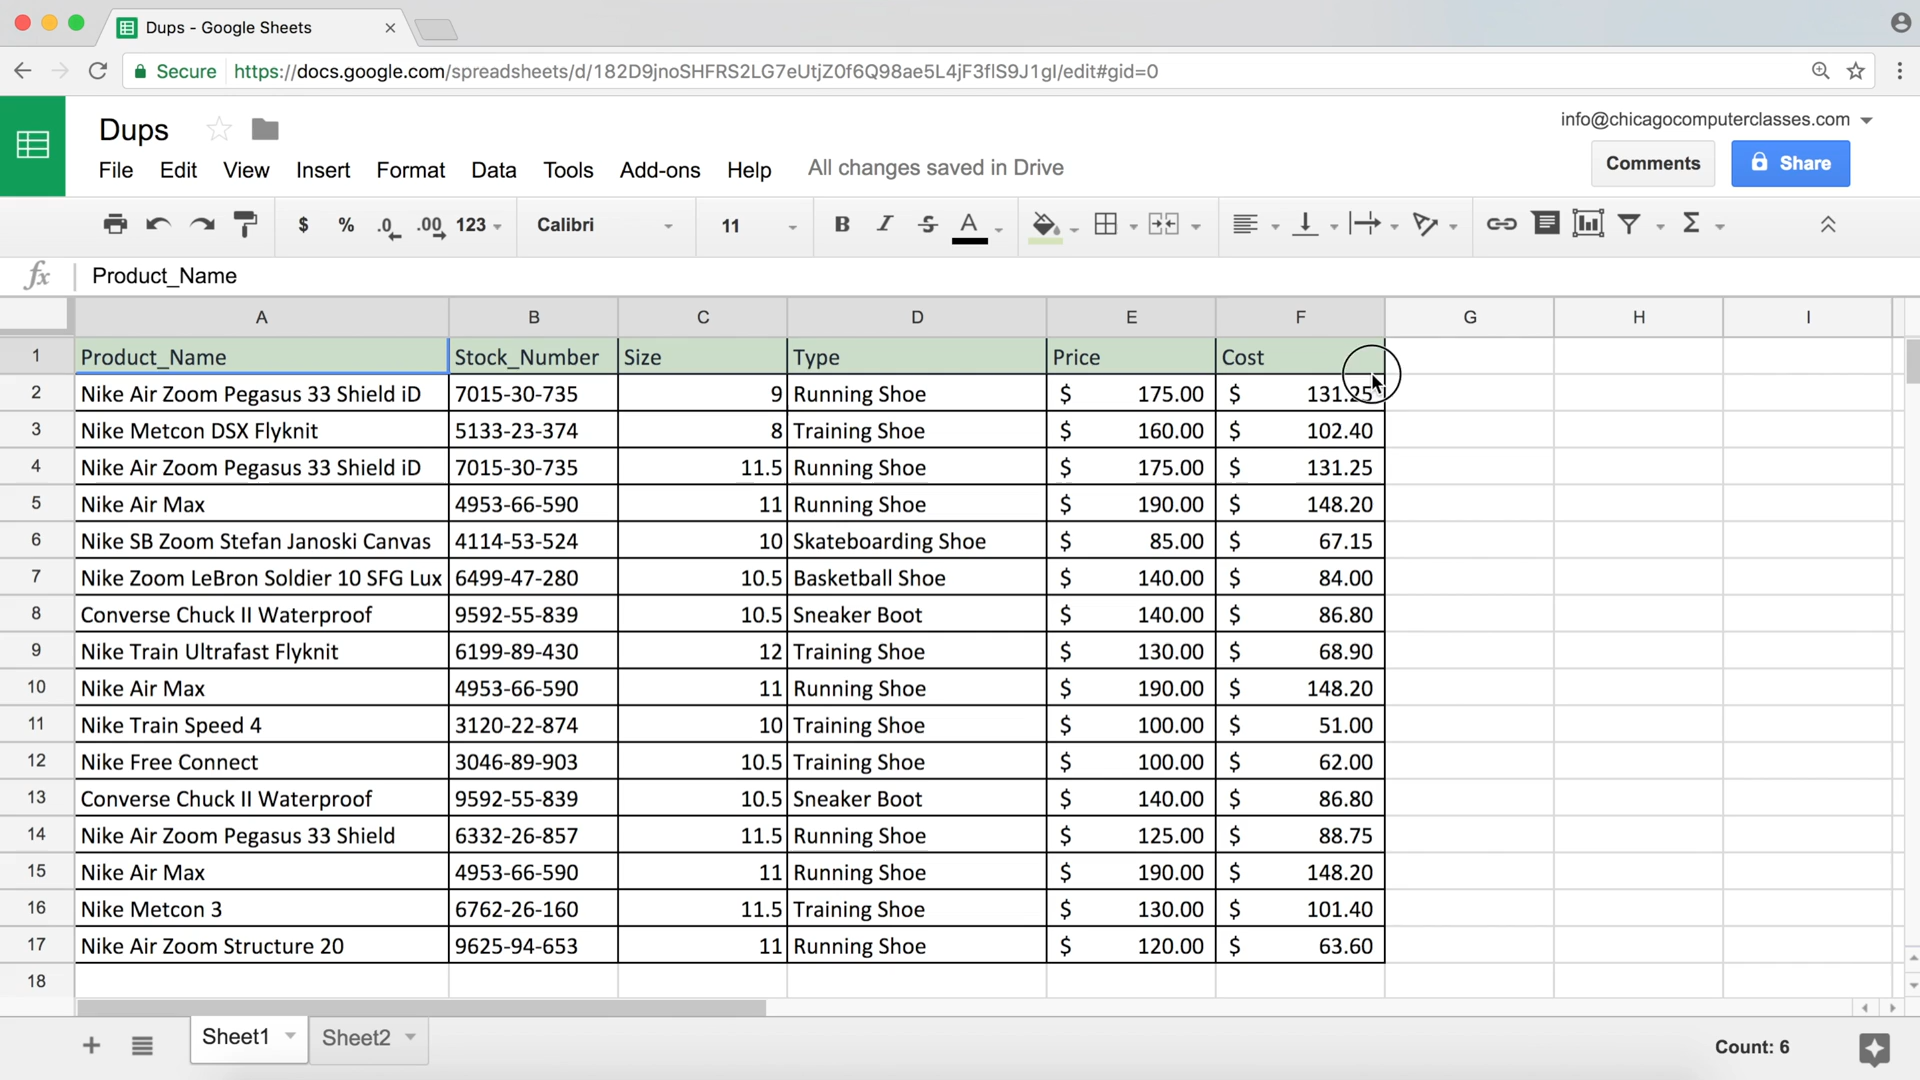 Dups - Google Sheets
Secure https://docs.google.com/spreadsheets/d/182D9jnoSHFRS2LG7eUtjZ0f6Q98ae5L4jF3flS9J1gI/edit#gid=0
Dups
info@chicagocomputerclasses.com
File Edit View Insert Format Data Tools Add-ons Help All changes saved in Drive
Comments Share
$ % .0 .00 123 Calibri 11 B I S A Σ
fx Product_Name
A B C D E F G H I
1 Product_Name Stock_Number Size Type Price Cost
2 Nike Air Zoom Pegasus 33 Shield iD 7015-30-735 9 Running Shoe $ 175.00 $ 131.25
3 Nike Metcon DSX Flyknit 5133-23-374 8 Training Shoe $ 160.00 $ 102.40
4 Nike Air Zoom Pegasus 33 Shield iD 7015-30-735 11.5 Running Shoe $ 175.00 $ 131.25
5 Nike Air Max 4953-66-590 11 Running Shoe $ 190.00 $ 148.20
6 Nike SB Zoom Stefan Janoski Canvas 4114-53-524 10 Skateboarding Shoe $ 85.00 $ 67.15
7 Nike Zoom LeBron Soldier 10 SFG Lux 6499-47-280 10.5 Basketball Shoe $ 140.00 $ 84.00
8 Converse Chuck II Waterproof 9592-55-839 10.5 Sneaker Boot $ 140.00 $ 86.80
9 Nike Train Ultrafast Flyknit 6199-89-430 12 Training Shoe $ 130.00 $ 68.90
10 Nike Air Max 4953-66-590 11 Running Shoe $ 190.00 $ 148.20
11 Nike Train Speed 4 3120-22-874 10 Training Shoe $ 100.00 $ 51.00
12 Nike Free Connect 3046-89-903 10.5 Training Shoe $ 100.00 $ 62.00
13 Converse Chuck II Waterproof 9592-55-839 10.5 Sneaker Boot $ 140.00 $ 86.80
14 Nike Air Zoom Pegasus 33 Shield 6332-26-857 11.5 Running Shoe $ 125.00 $ 88.75
15 Nike Air Max 4953-66-590 11 Running Shoe $ 190.00 $ 148.20
16 Nike Metcon 3 6762-26-160 11.5 Training Shoe $ 130.00 $ 101.40
17 Nike Air Zoom Structure 20 9625-94-653 11 Running Shoe $ 120.00 $ 63.60
18
Sheet1 Sheet2 Count: 6